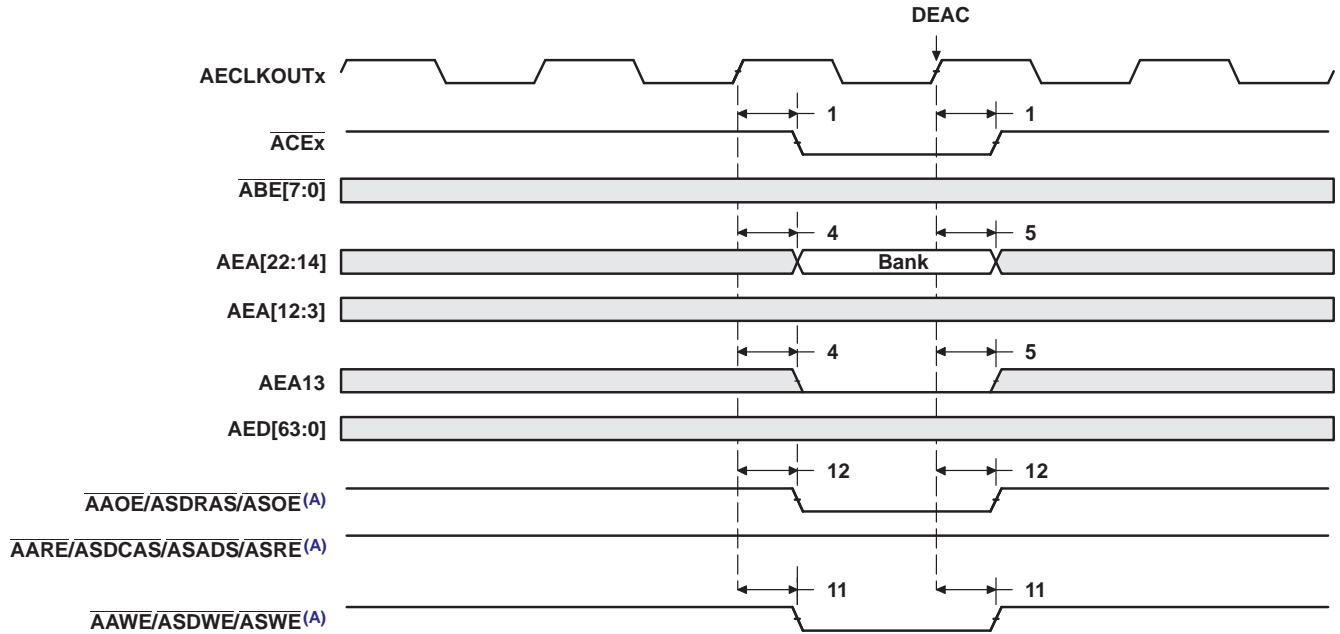 DEAC
AECLKOUTx
1 1
ACEx
ABE[7:0]
4 5
AEA[22:14] Bank
AEA[12:3]
4 5
AEA13
AED[63:0]
12 12
AAOE/ASDRAS/ASOE(A)
AARE/ASDCAS/ASADS/ASRE(A)
11 11
AAWE/ASDWE/ASWE(A)